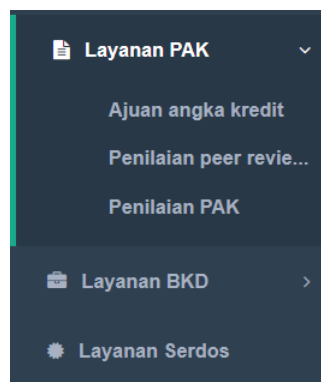 Layanan PAK
Ajuan angka kredit
Penilaian peer revie...
Penilaian PAK
Layanan BKD
Layanan Serdos